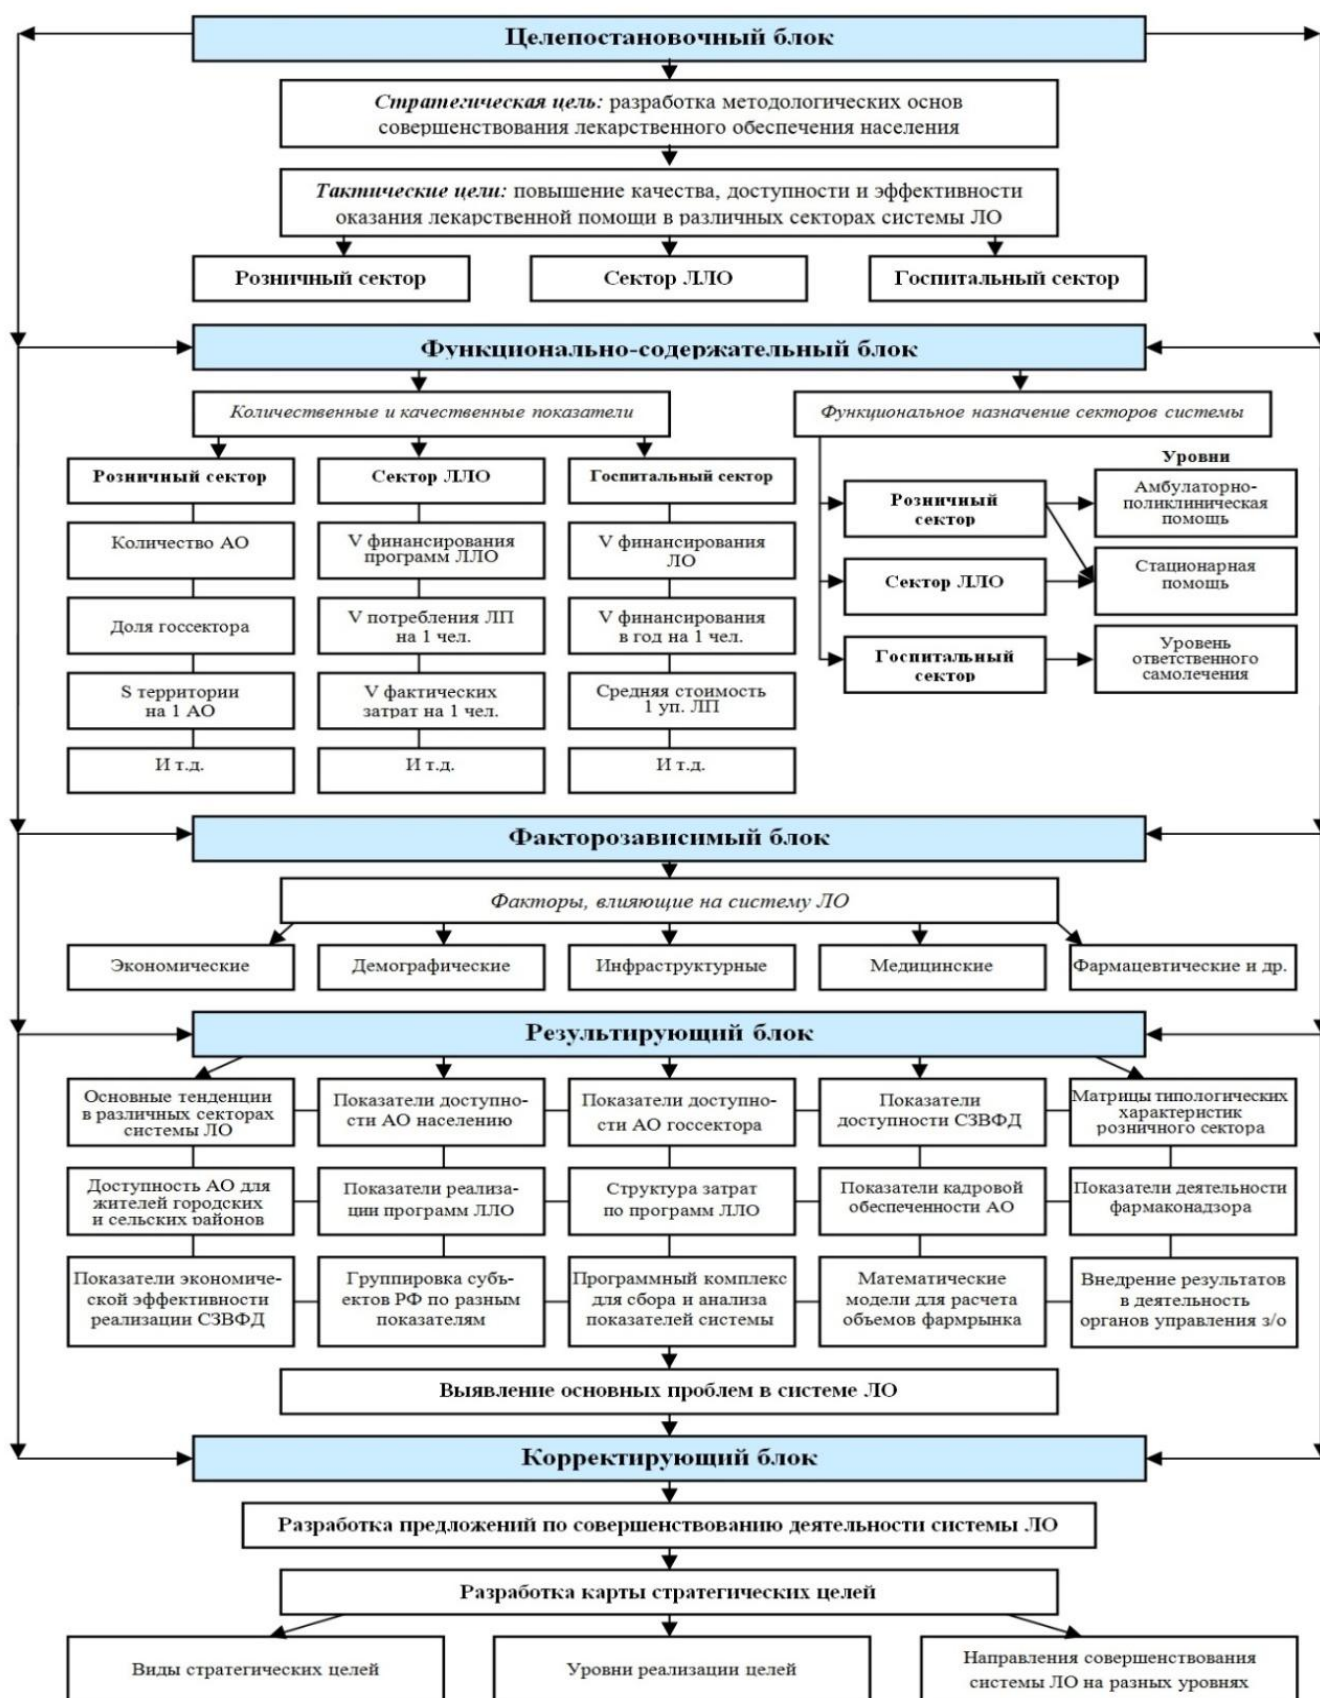 Целепостановочный блок
Стратегическая цель: разработка методологических основ
совершенствования лекарственного обеспечения населения
Тактические цели: повышение качества, доступности и эффективности
оказания лекарственной помощи в различных секторах системы ЛО
Розничный сектор
Сектор ЛЛО
Госпитальный сектор
Функционально-содержательный блок
Количественные и качественные показатели
Функциональное назначение секторов системы
Розничный сектор
Количество АО
Доля госсектора
S территории
на 1 АО
И т.д.
Сектор ЛЛО
V финансирования
программ ЛЛО
V потребления ЛП
на 1 чел.
V фактических
затрат на 1 чел.
И т.д.
Госпитальный сектор
V финансирования
ЛО
V финансирования
в год на 1 чел.
Средняя стоимость
1 уп. ЛП
И т.д.
Розничный
сектор
Сектор ЛЛО
Госпитальный
сектор
Уровни
Амбулаторно-
поликлиническая
помощь
Стационарная
помощь
Уровень
ответственного
самолечения
Факторозависимый блок
Факторы, влияющие на систему ЛО
Экономические
Демографические
Инфраструктурные
Медицинские
Фармацевтические и др.
Результирующий блок
Основные тенденции
в различных секторах
системы ЛО
Показатели доступно-
сти АО населению
Показатели доступно-
сти АО госсектора
Показатели
доступности СЗВФД
Матрицы типологических
характеристик
розничного сектора
Доступность АО для
жителей городских
и сельских районов
Показатели реализа-
ции программ ЛЛО
Структура затрат
по программ ЛЛО
Показатели кадровой
обеспеченности АО
Показатели деятельности
фармаконадзора
Показатели экономиче-
ской эффективности
реализации СЗВФД
Группировка субъ-
ектов РФ по разным
показателям
Программный комплекс
для сбора и анализа
показателей системы
Математические
модели для расчета
объемов фармрынка
Внедрение результатов
в деятельность
органов управления з/о
Выявление основных проблем в системе ЛО
Корректирующий блок
Разработка предложений по совершенствованию деятельности системы ЛО
Разработка карты стратегических целей
Виды стратегических целей
Уровни реализации целей
Направления совершенствования
системы ЛО на разных уровнях